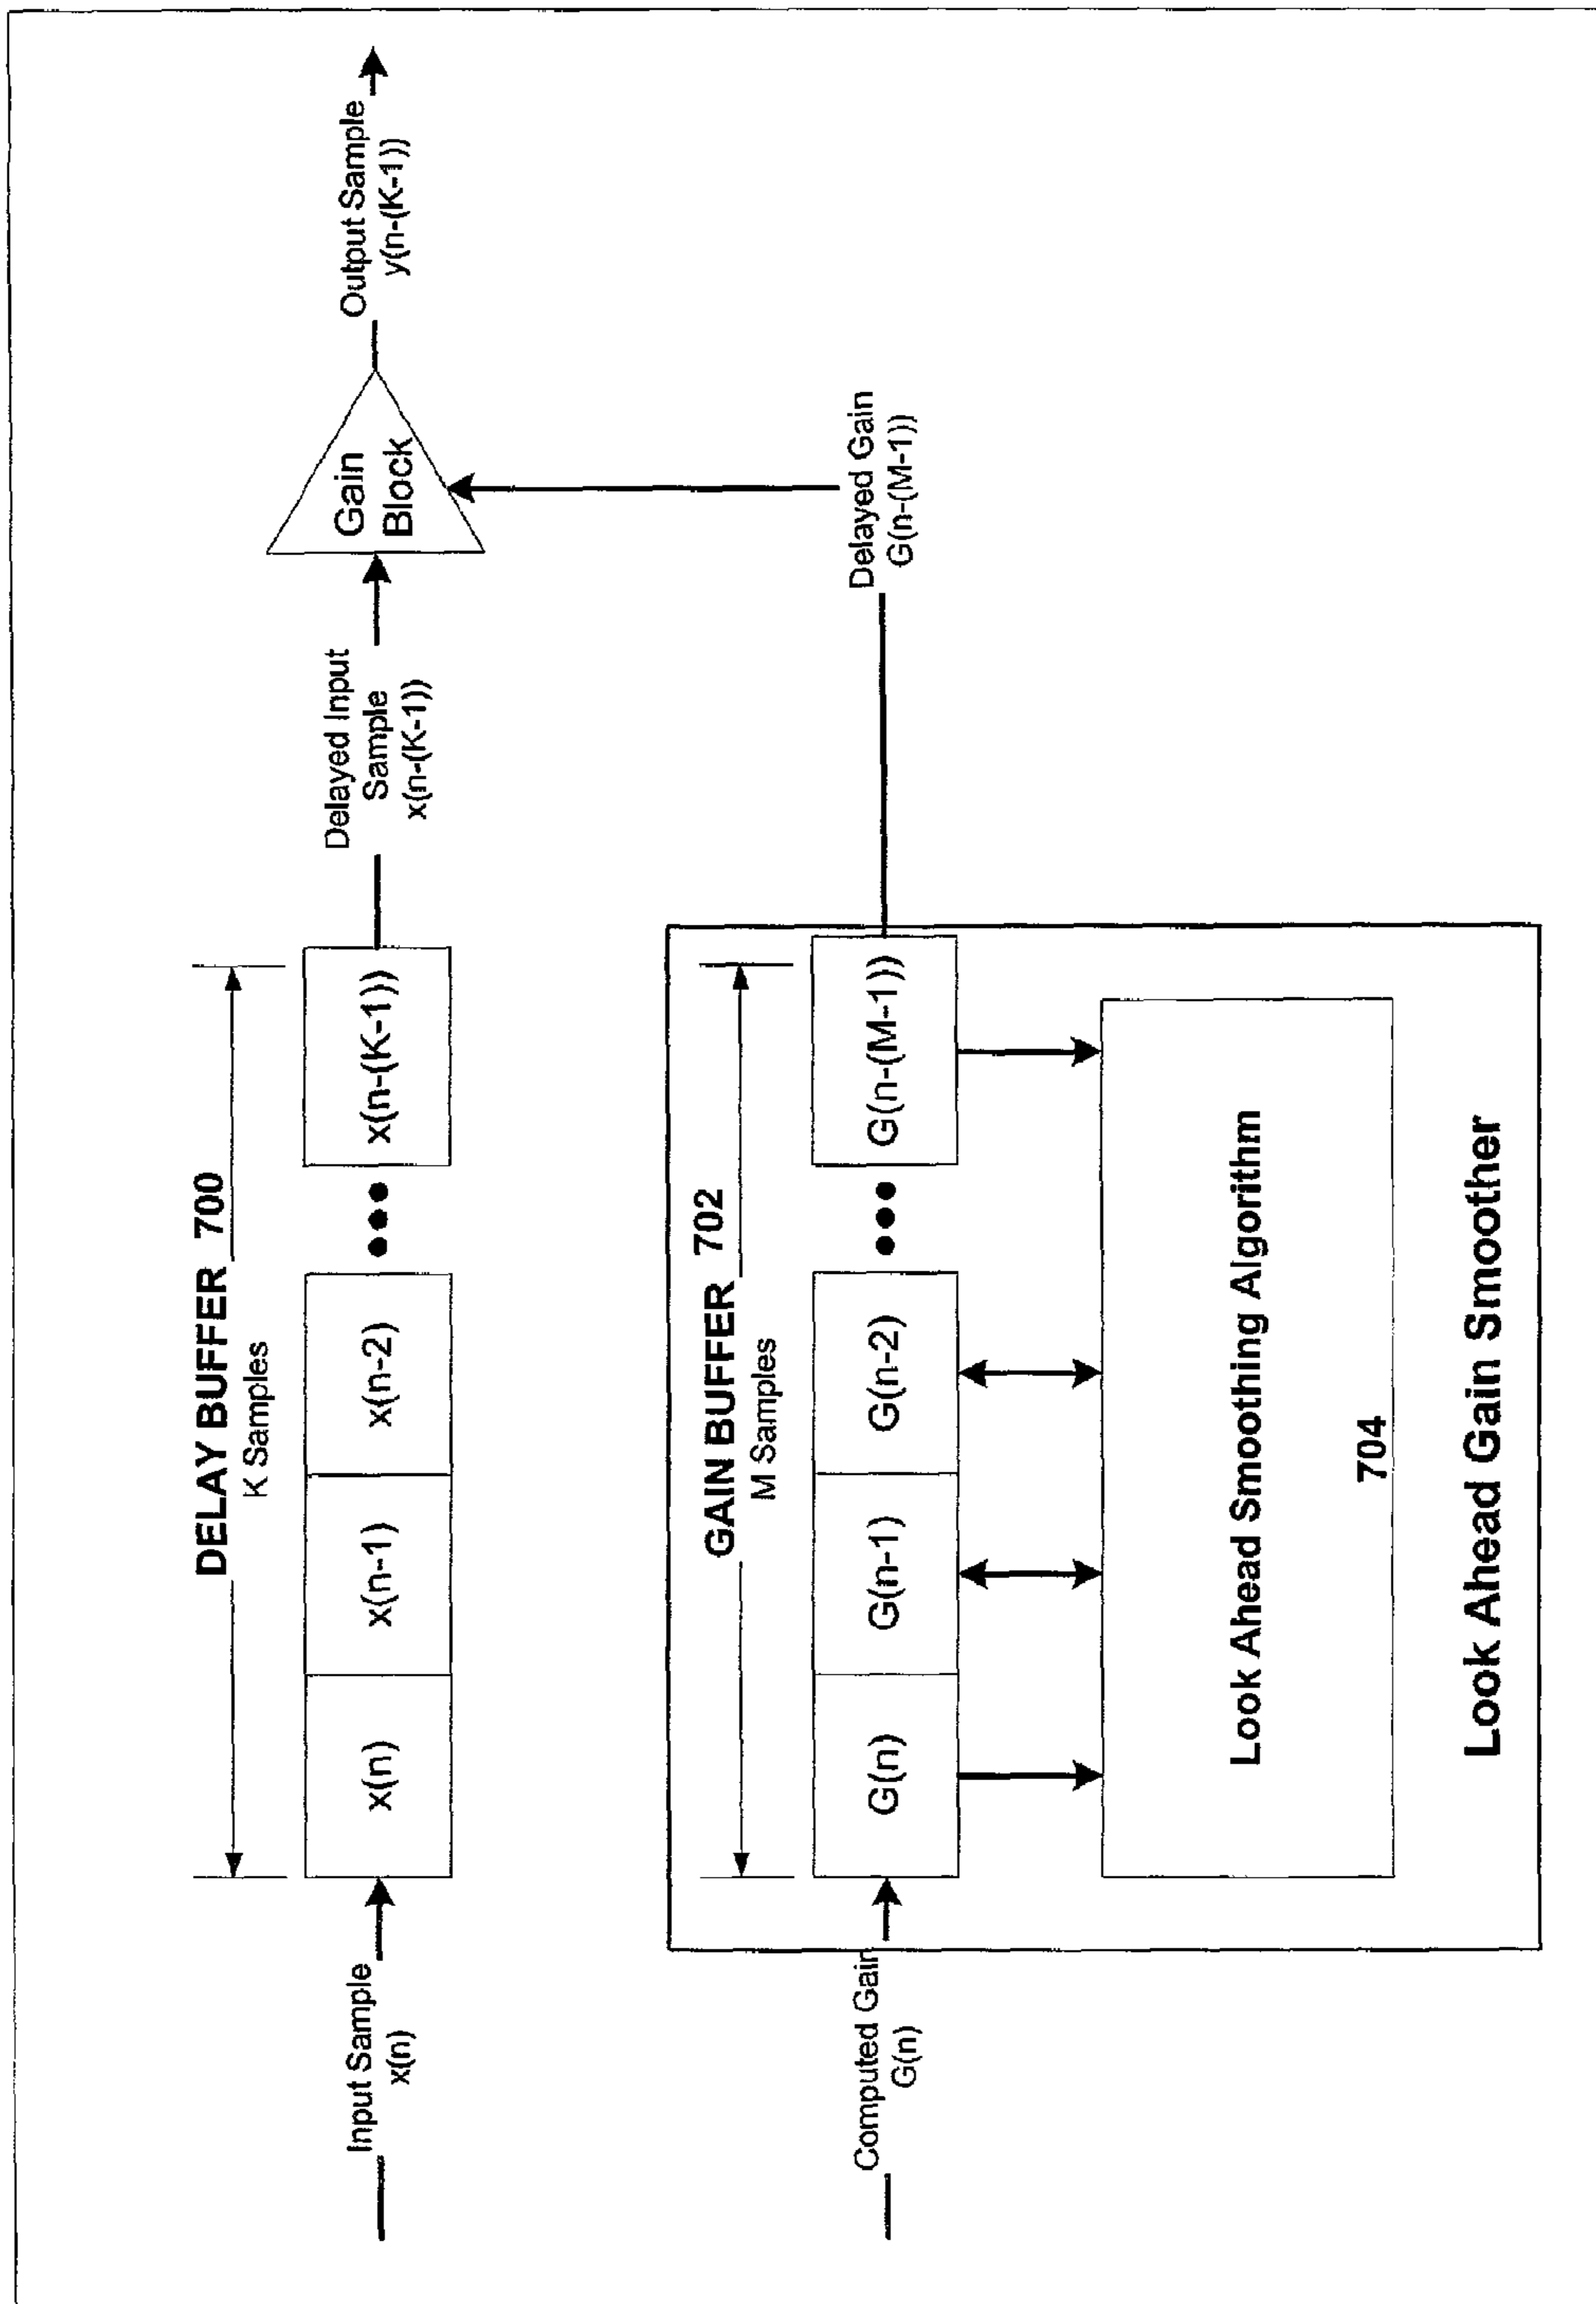 DELAY BUFFER 700
K Samples
Input Sample
x(n)
x(n)
x(n-1)
x(n-2)
x(n-(K-1))
Delayed Input
Sample
x(n-(K-1))
Gain
Block
Output Sample
y(n-(K-1))
GAIN BUFFER 702
M Samples
Computed Gain
G(n)
G(n)
G(n-1)
G(n-2)
G(n-(M-1))
Delayed Gain
G(n-(M-1))
Look Ahead Smoothing Algorithm
704
Look Ahead Gain Smoother